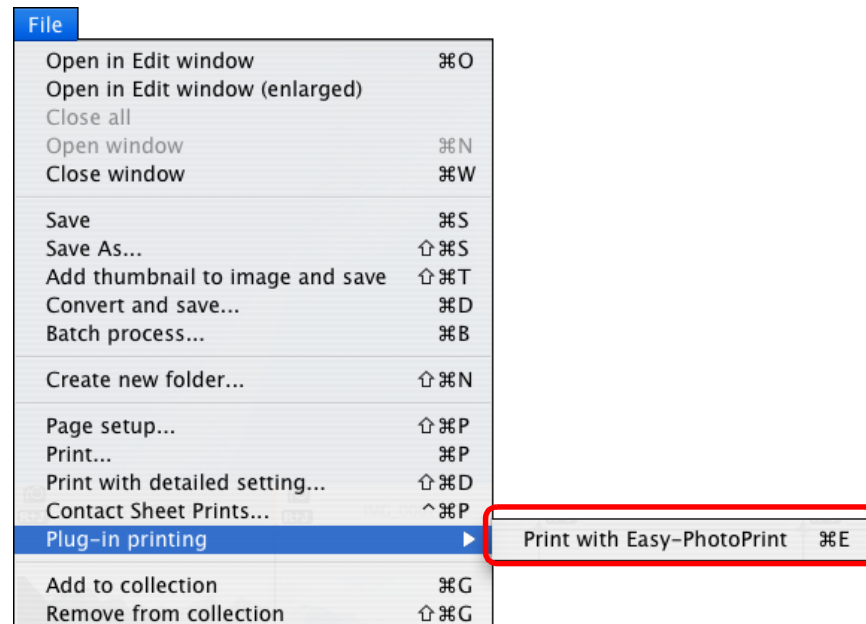 File
Open in Edit window ⌘O
Open in Edit window (enlarged)
Close all
Open window ⌘N
Close window ⌘W
Save ⌘S
Save As... ⇧⌘S
Add thumbnail to image and save ⇧⌘T
Convert and save... ⌘D
Batch process... ⌘B
Create new folder... ⇧⌘N
Page setup... ⇧⌘P
Print... ⌘P
Print with detailed setting... ⇧⌘D
Contact Sheet Prints... ^⌘P
Plug-in printing ▶ Print with Easy-PhotoPrint ⌘E
Add to collection ⌘G
Remove from collection ⇧⌘G